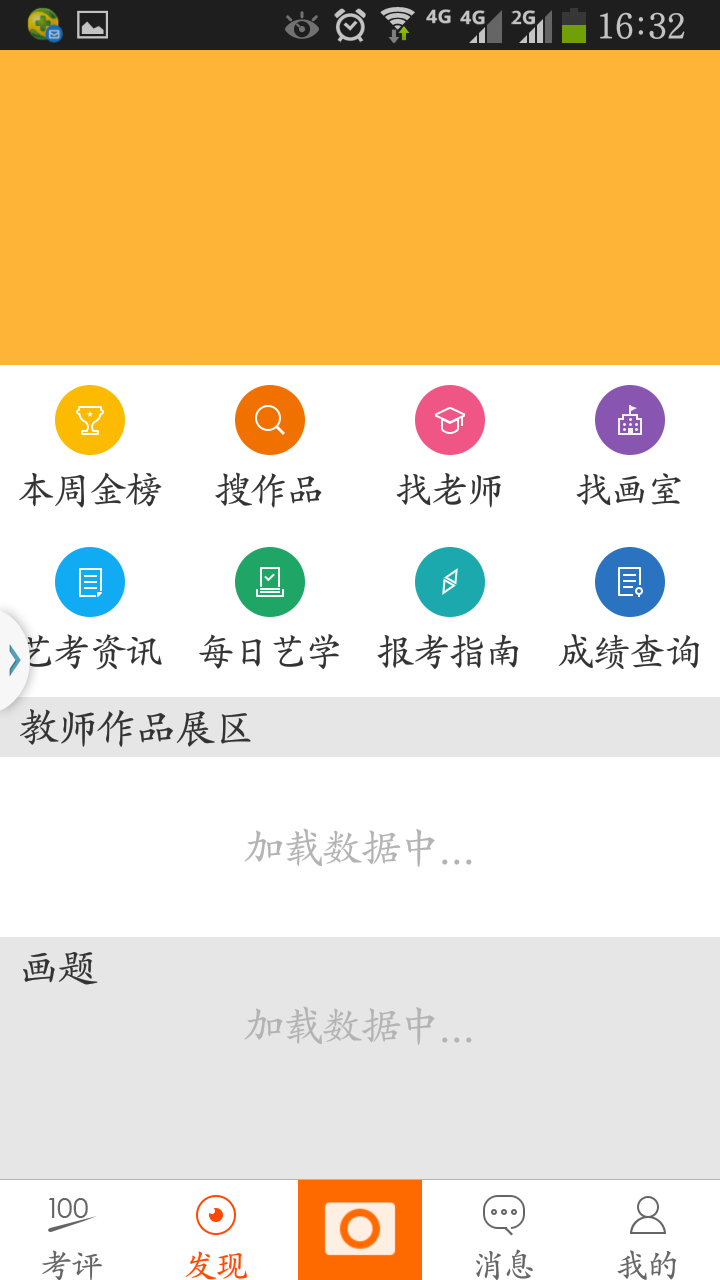 4G 4G 2G 16:32
本周金榜 搜作品 找老师 找画室
艺考资讯 每日艺学 报考指南 成绩查询
教师作品展区
加载数据中...
画题
加载数据中...
100
考评 发现 消息 我的